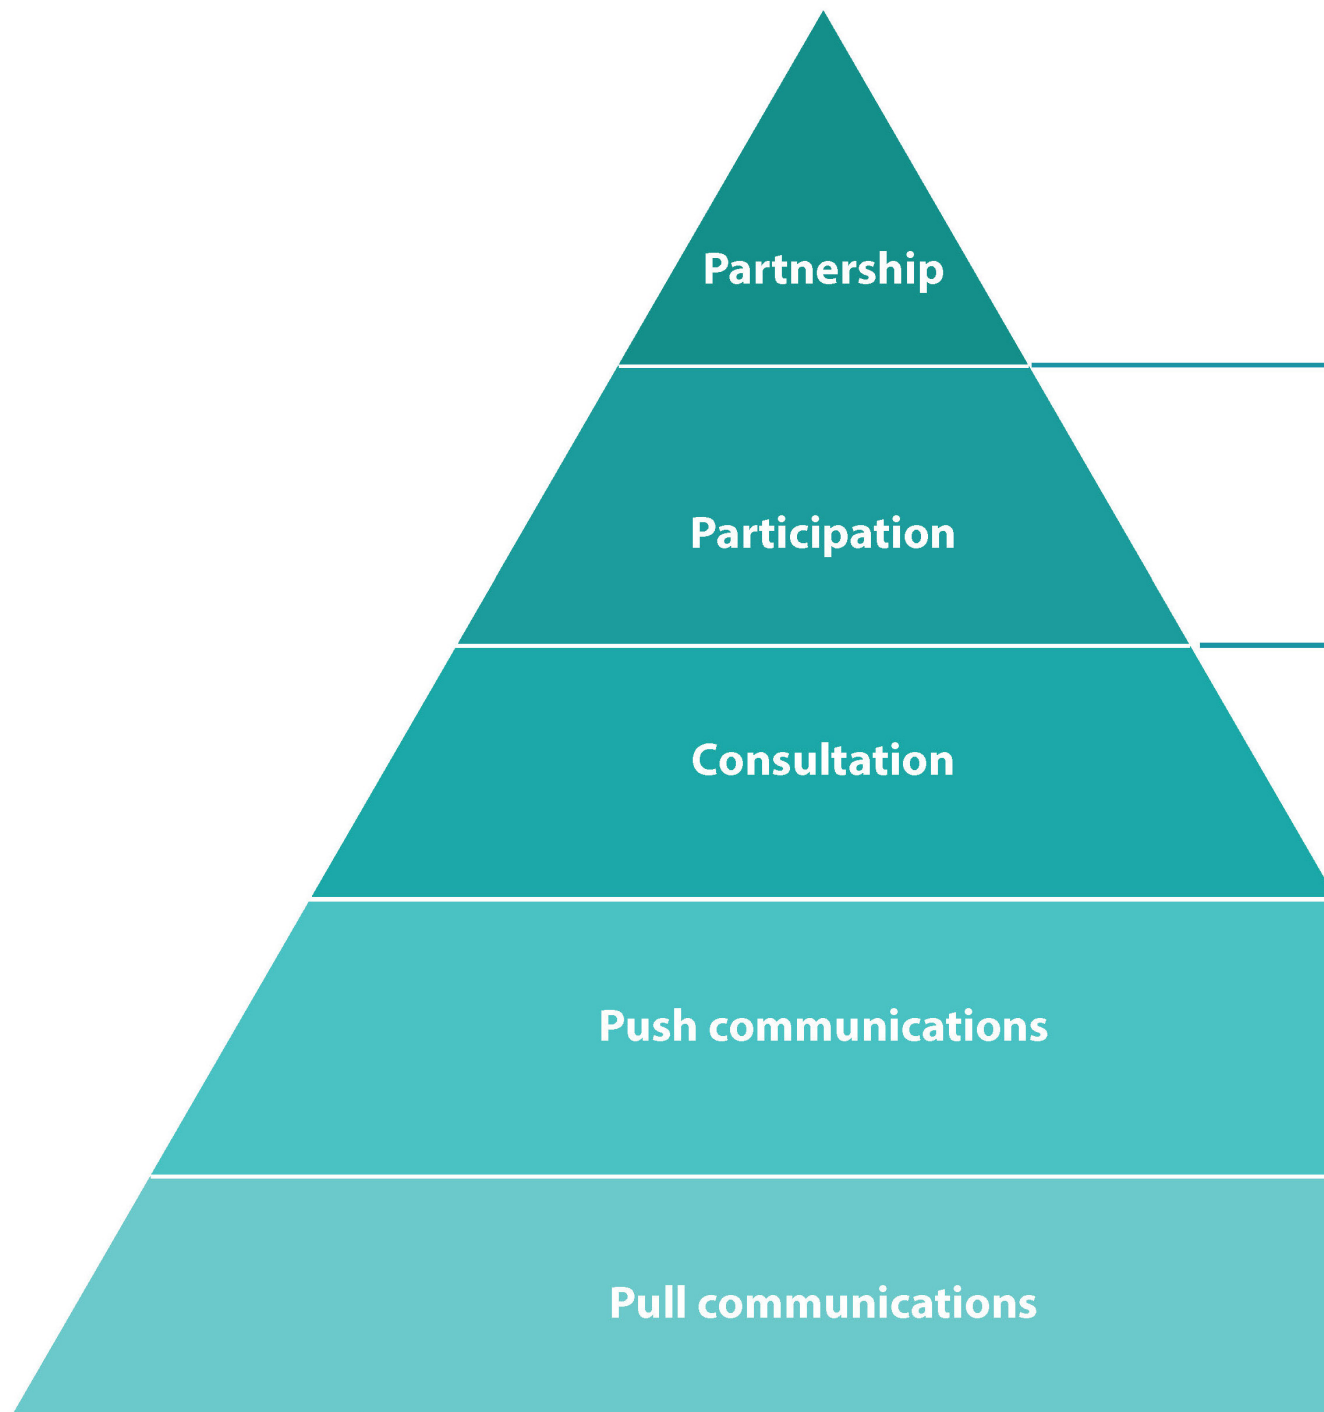 Partnership
Participation
Consultation
Push communications
Pull communications